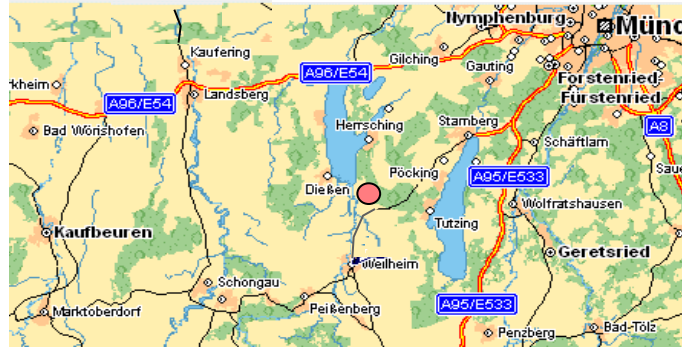 Nymphenburg
Münc
Kaufering
Gilching
Gauting
A96/E54
Forstenried-
Fürstenried
rkheim
A96/E54
Landsberg
Herrsching
Starnberg
A8
Bad Wörishofen
Schäftlarn
Pöcking
Saue
Dießen
A95/E533
Tutzing
Wolfratshausen
Kaufbeuren
Geretsried
Weilheim
Schongau
Marktoberdorf
Peißenberg
A95/E533
Penzberg
Bad-Tölz